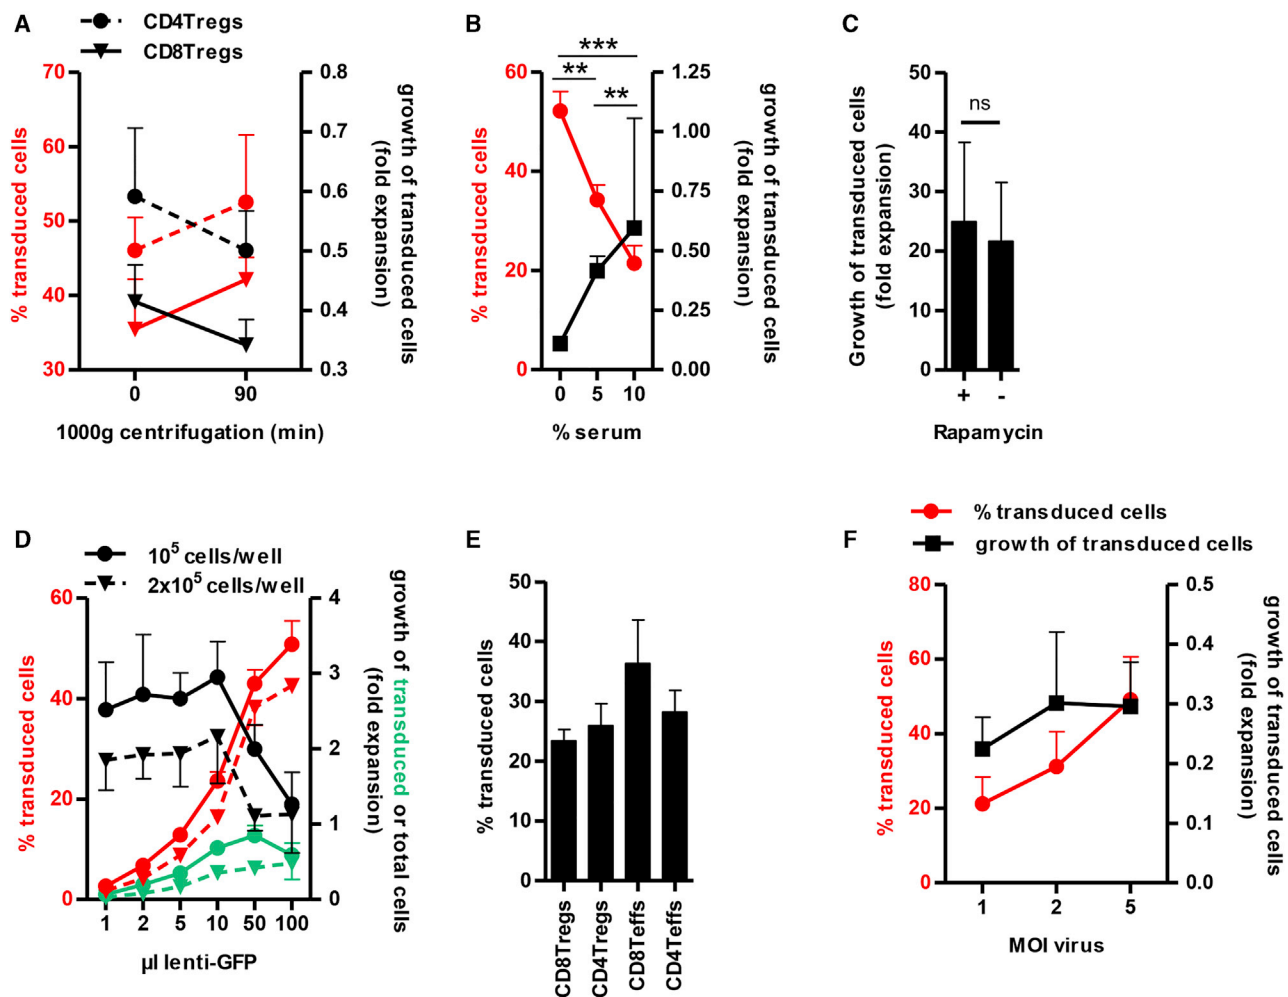 A
CD4Tregs
CD8Tregs
% transduced cells
70
60
50
40
30
0.8
0.7
0.6
0.5
0.4
0.3
growth of transduced cells
(fold expansion)
0
90
1000g centrifugation (min)
B
***
**
**
% transduced cells
60
40
20
0
1.25
1.00
0.75
0.50
0.25
0.00
growth of transduced cells
(fold expansion)
0
5
10
% serum
C
ns
Growth of transduced cells
(fold expansion)
50
40
30
20
10
0
+
-
Rapamycin
D
10⁵ cells/well
2x10⁵ cells/well
% transduced cells
60
40
20
0
4
3
2
1
0
growth of transduced or total cells
(fold expansion)
1
2
5
10
50
100
µl lenti-GFP
E
% transduced cells
50
40
30
20
10
0
CD8Tregs
CD4Tregs
CD8Teffs
CD4Teffs
F
% transduced cells
growth of transduced cells
% transduced cells
80
60
40
20
0
0.5
0.4
0.3
0.2
0.1
0.0
growth of transduced cells
(fold expansion)
1
2
5
MOI virus